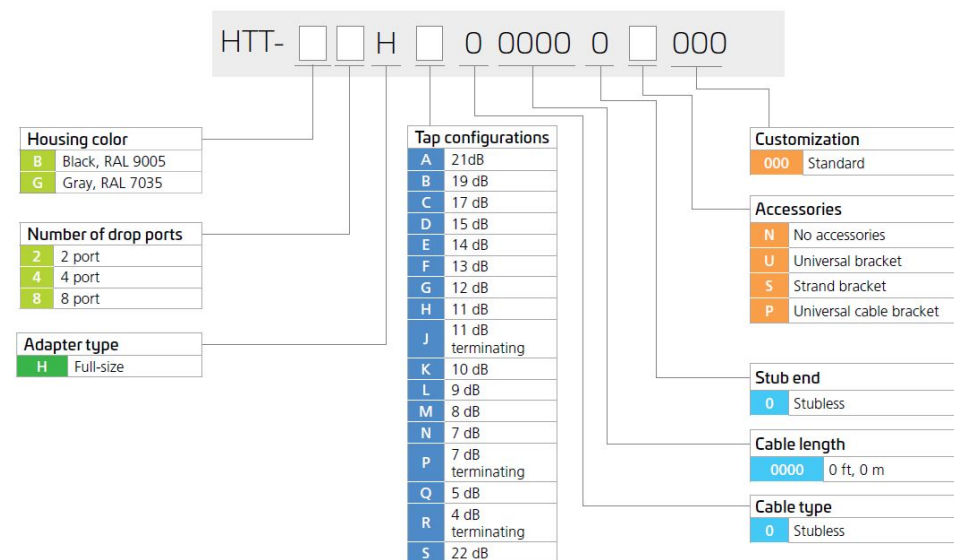 HTT- H 0 0000 0 000
Housing color
B Black, RAL 9005
G Gray, RAL 7035
Number of drop ports
2 2 port
4 4 port
8 8 port
Adapter type
H Full-size
Tap configurations
A 21dB
B 19 dB
C 17 dB
D 15 dB
E 14 dB
F 13 dB
G 12 dB
H 11 dB
J 11 dB
terminating
K 10 dB
L 9 dB
M 8 dB
N 7 dB
P 7 dB
terminating
Q 5 dB
R 4 dB
terminating
S 22 dB
Customization
000 Standard
Accessories
N No accessories
U Universal bracket
S Strand bracket
P Universal cable bracket
Stub end
0 Stubless
Cable length
0000 0 ft, 0 m
Cable type
0 Stubless